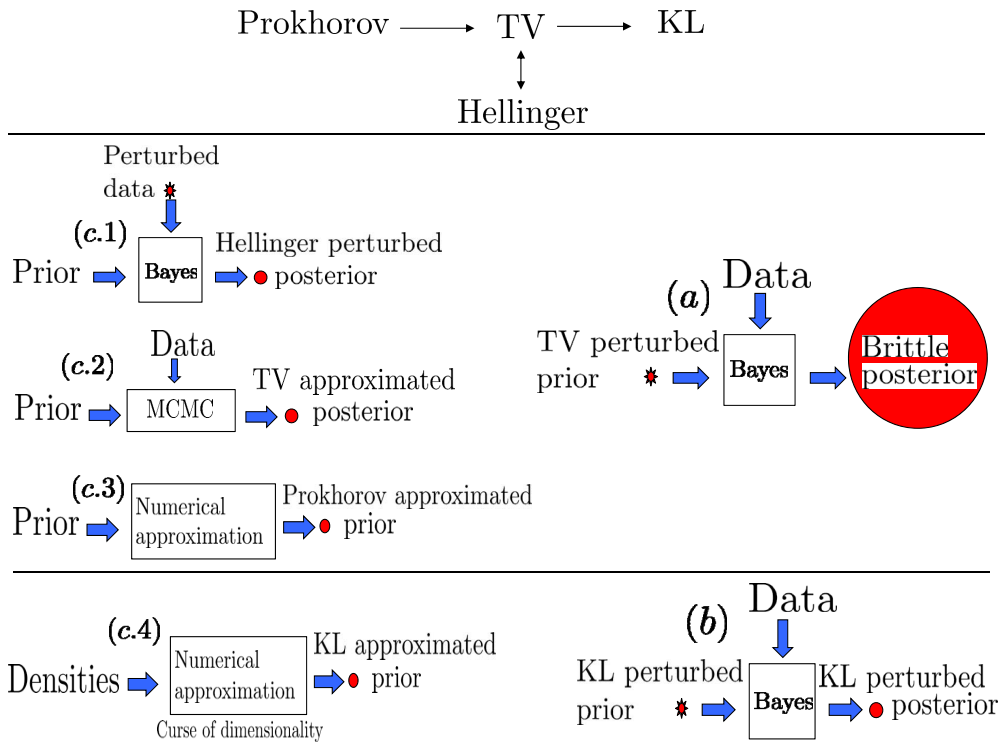 Prokhorov TV KL
Hellinger
Perturbed
data
(c.1)
Hellinger perturbed
Prior Bayes posterior
Data
(c.2)
TV approximated
Prior MCMC posterior
(c.3)
Prokhorov approximated
Prior Numerical
approximation
prior
(a)
Data
TV perturbed
prior
Bayes
Brittle
posterior
(c.4)
KL approximated
Densities Numerical
approximation
prior
Curse of dimensionality
(b)
Data
KL perturbed
prior
Bayes
KL perturbed
posterior